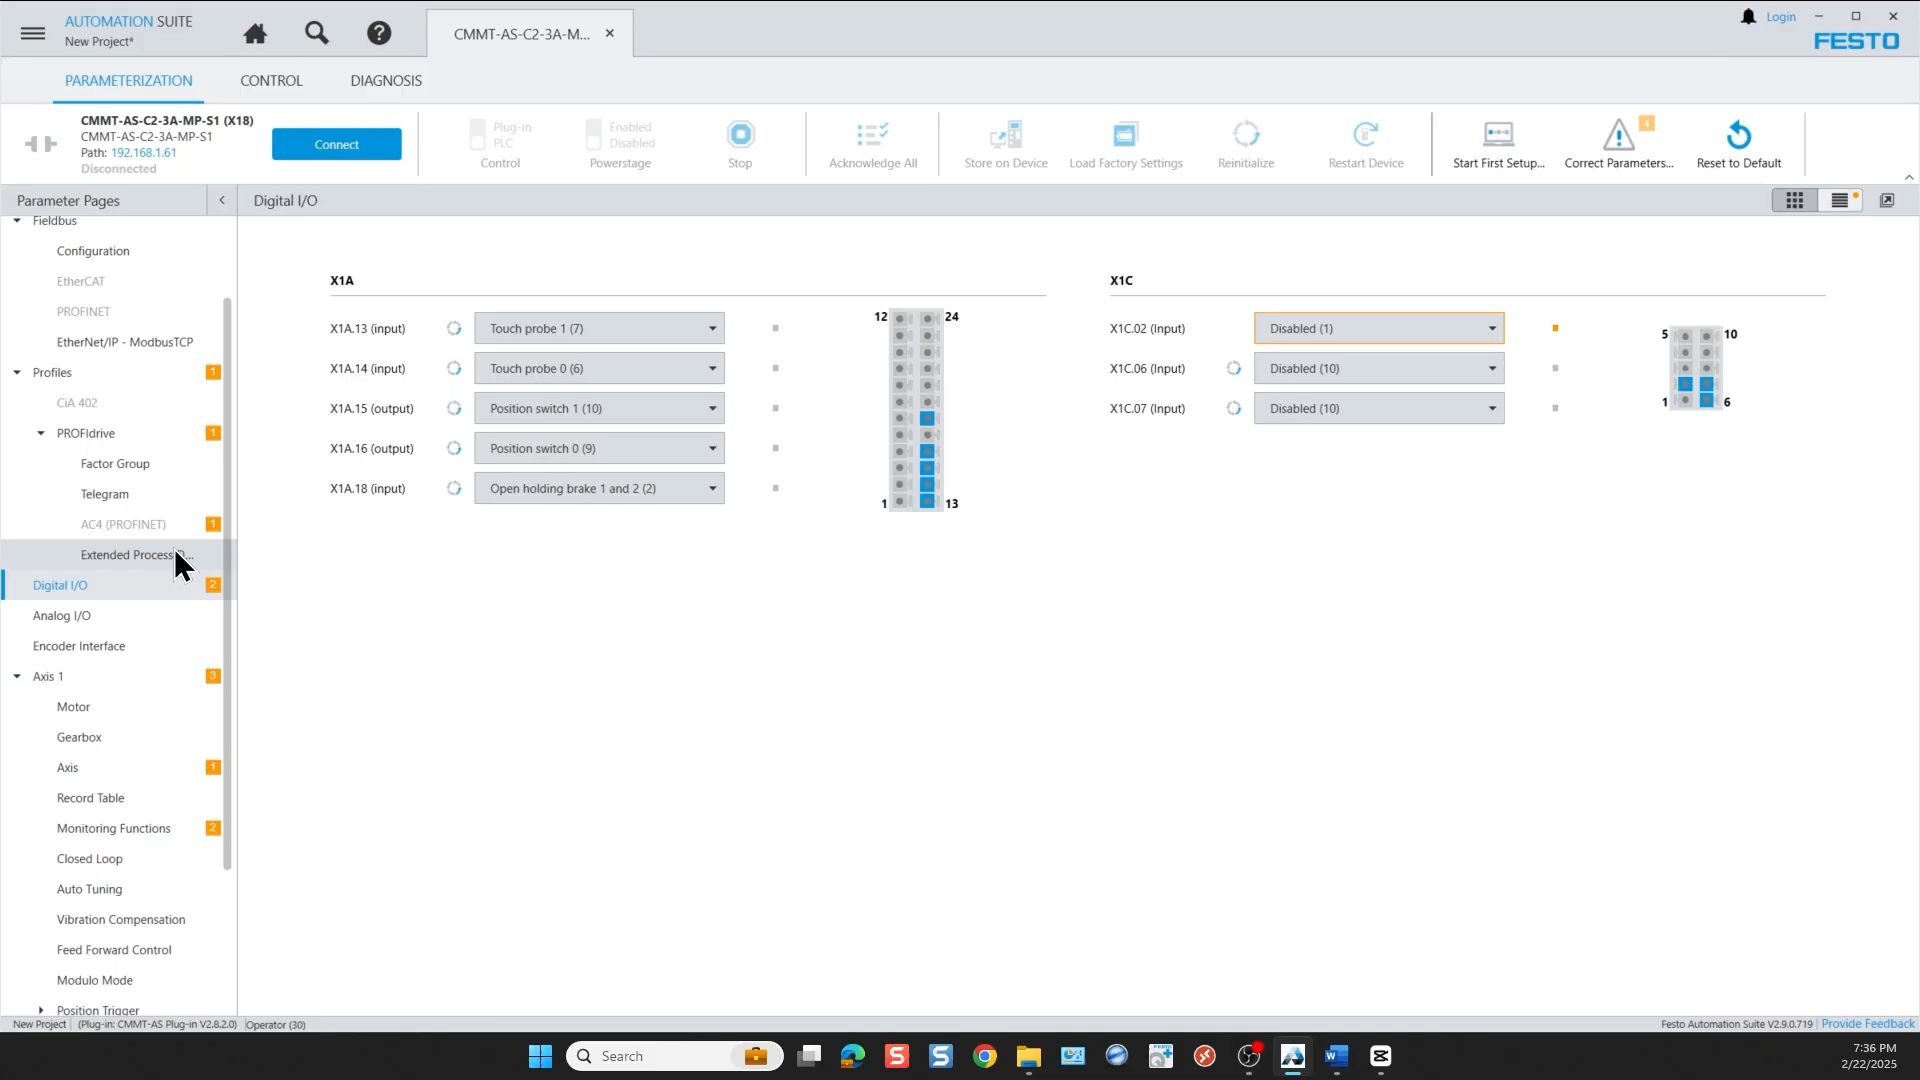 AUTOMATION SUITE
New Project*
CMMT-AS-C2-3A-M...
Login
FESTO
PARAMETERIZATION
CONTROL
DIAGNOSIS
CMMT-AS-C2-3A-MP-S1 (X18)
CMMT-AS-C2-3A-MP-S1
Path: 192.168.1.61
Disconnected
Connect
Plug-in
PLC
Control
Enabled
Disabled
Powerstage
Stop
Acknowledge All
Store on Device
Load Factory Settings
Reinitialize
Restart Device
Start First Setup...
4
Correct Parameters...
Reset to Default
Parameter Pages
Digital I/O
Fieldbus
Configuration
EtherCAT
PROFINET
EtherNet/IP - ModbusTCP
Profiles 1
CiA 402
PROFIdrive 1
Factor Group
Telegram
AC4 (PROFINET) 1
Extended Process D...
Digital I/O 2
Analog I/O
Encoder Interface
Axis 1 3
Motor
Gearbox
Axis 1
Record Table
Monitoring Functions 2
Closed Loop
Auto Tuning
Vibration Compensation
Feed Forward Control
Modulo Mode
Position Trigger
X1A
X1A.13 (input) Touch probe 1 (7)
X1A.14 (input) Touch probe 0 (6)
X1A.15 (output) Position switch 1 (10)
X1A.16 (output) Position switch 0 (9)
X1A.18 (input) Open holding brake 1 and 2 (2)
12 24
1 13
X1C
X1C.02 (Input) Disabled (1)
X1C.06 (Input) Disabled (10)
X1C.07 (Input) Disabled (10)
5 10
1 6
New Project (Plug-in: CMMT-AS Plug-in V2.8.2.0) Operator (30)
Festo Automation Suite V2.9.0.719 Provide Feedback
Search
7:36 PM
2/22/2025